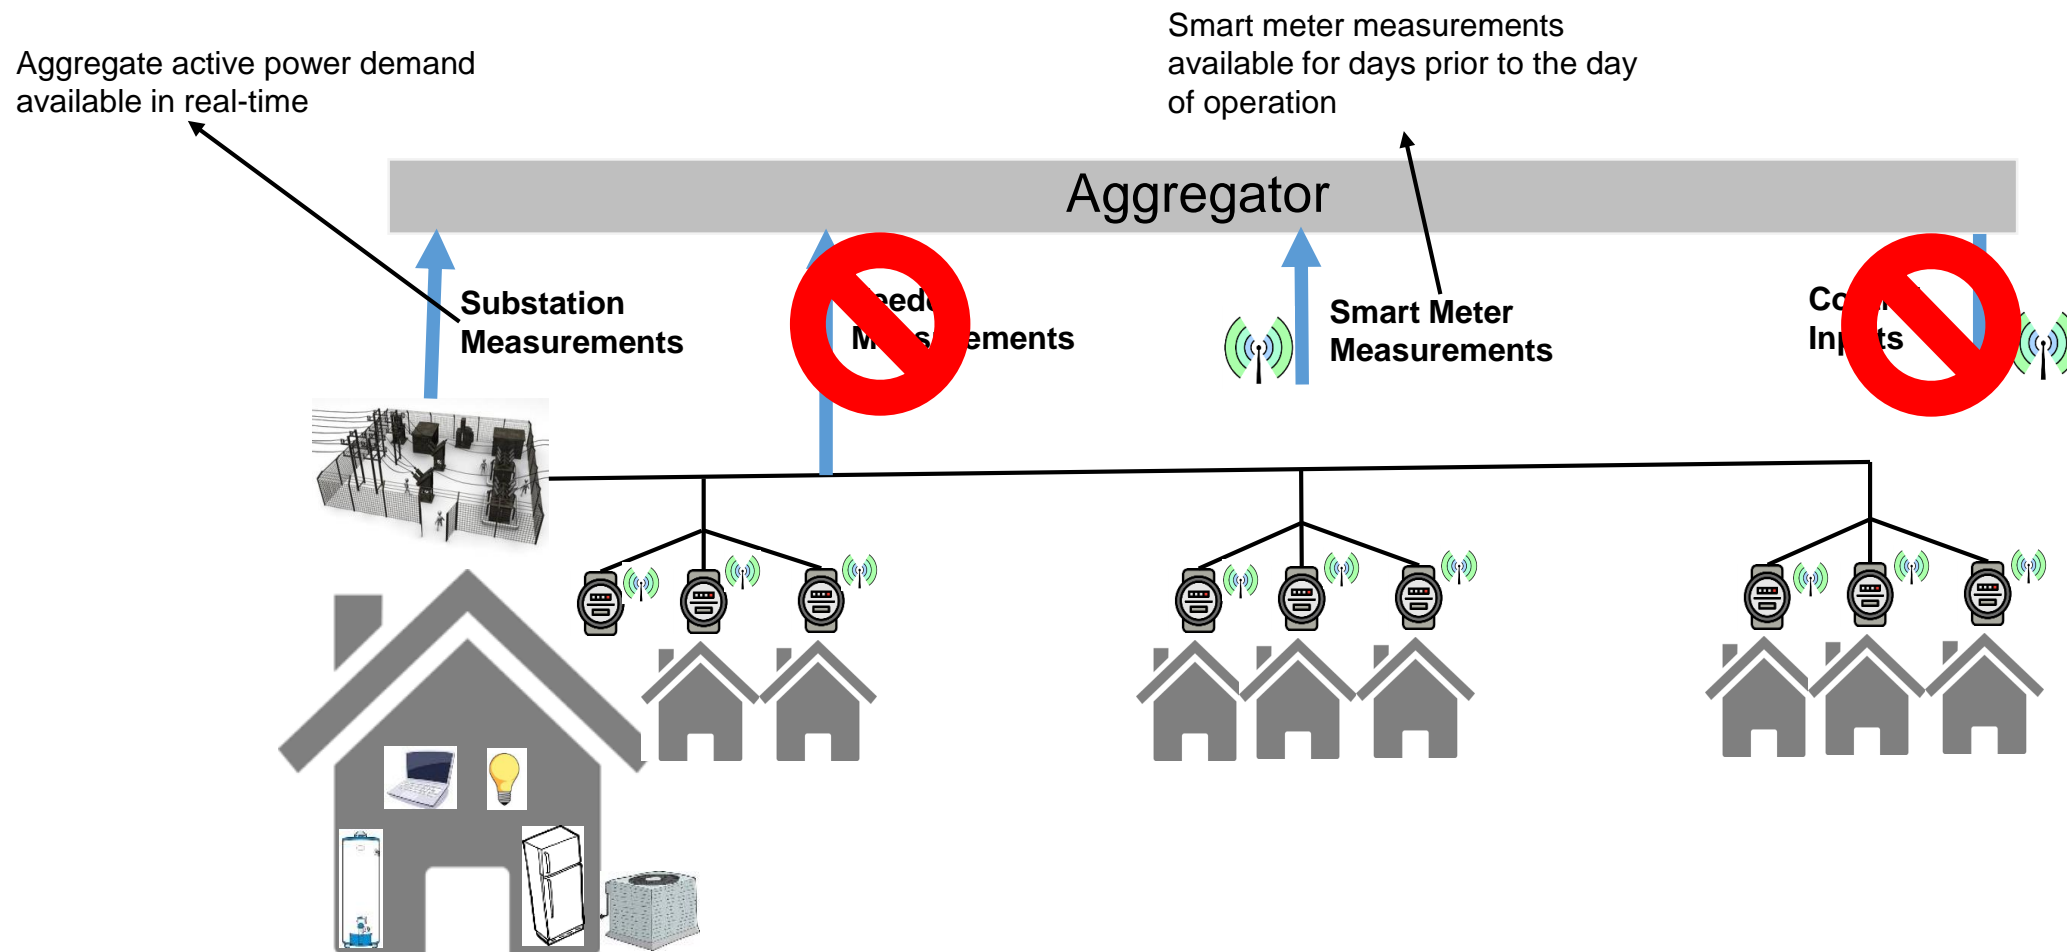 Smart meter measurements
available for days prior to the day
of operation
Aggregate active power demand
available in real-time
Aggregator
Substation
Measurements
Smart Meter
Measurements